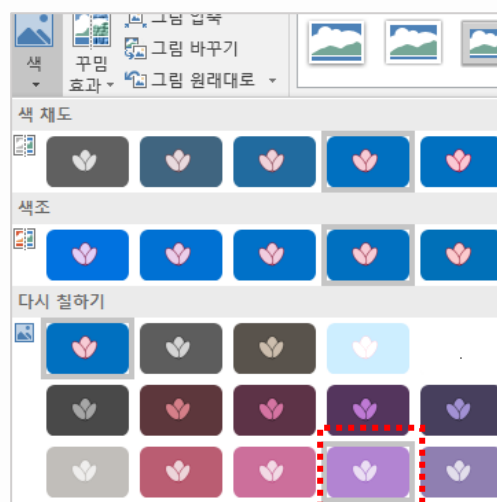 그림 압축
색
꾸밈
효과
그림 바꾸기
그림 원래대로
색 채도
색조
다시 칠하기